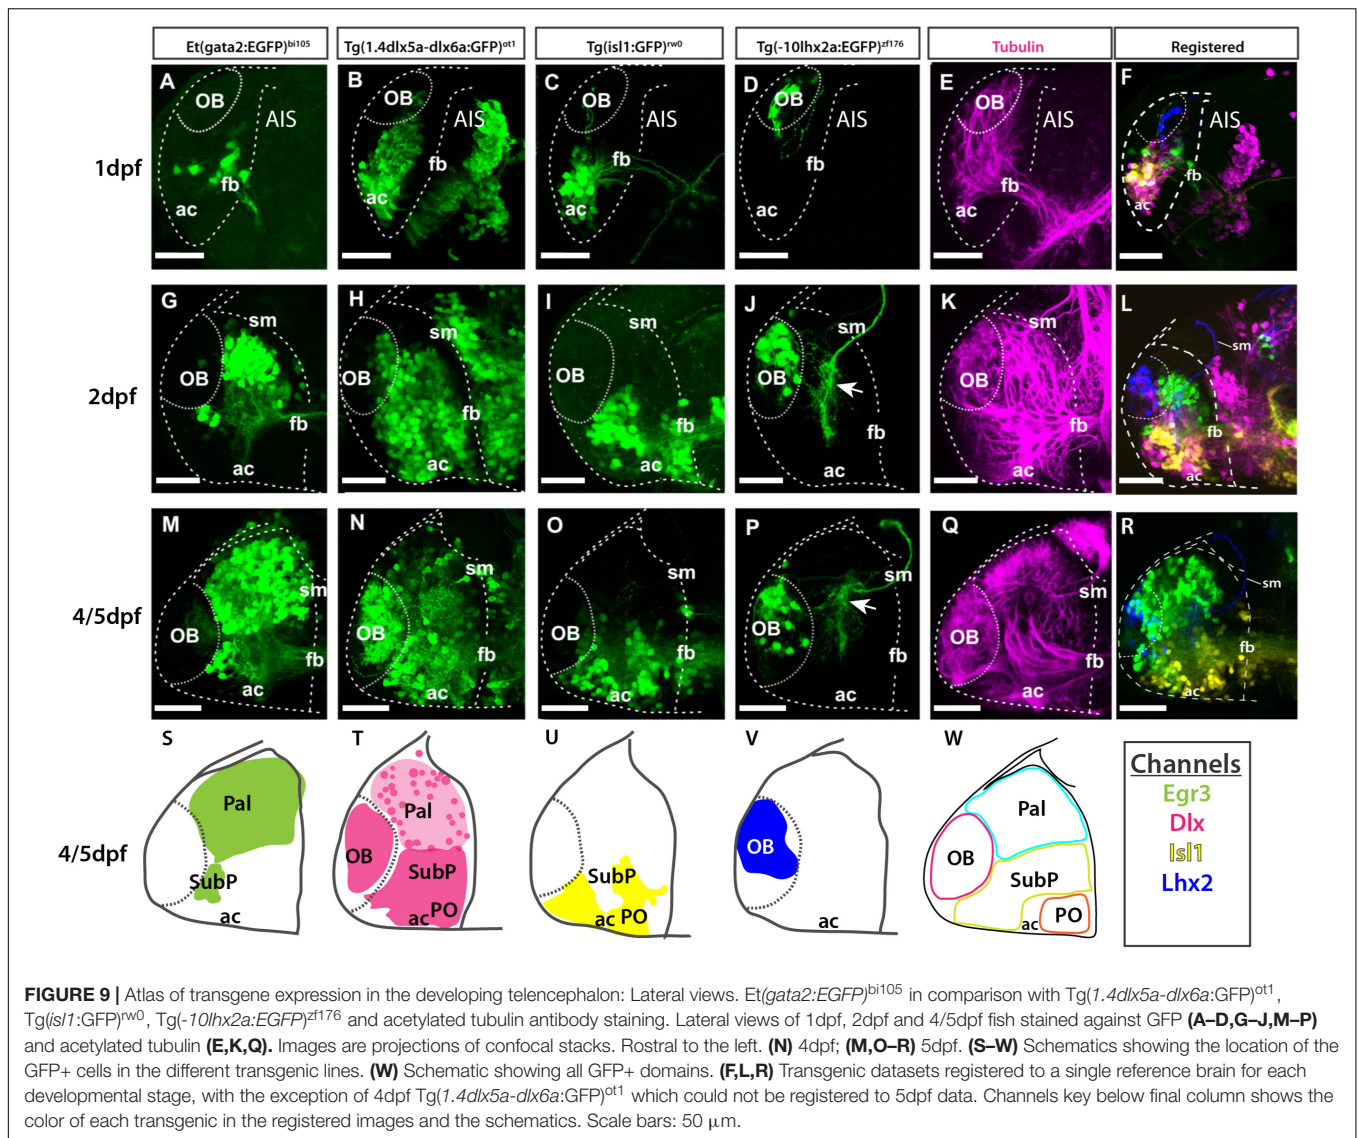 Et(gata2:EGFP)bi105 Tg(1.4dlx5a-dlx6a:GFP)ot1 Tg(isl1:GFP)rw0 Tg(-10lhx2a:EGFP)zf176 Tubulin Registered
1dpf
A OB AIS fb ac
B OB AIS fb ac
C OB fb ac
D OB ac
E OB AIS fb ac
F AIS fb ac
2dpf
G sm OB fb ac
H sm OB fb ac
I sm OB fb ac
J sm OB fb ac
K sm OB fb ac
L sm fb ac
4/5dpf
M sm OB fb ac
N sm OB fb ac
O sm OB fb ac
P sm OB fb ac
Q sm OB fb ac
R sm fb ac
4/5dpf
S Pal SubP ac
T Pal OB SubP ac PO
U SubP ac PO
V OB ac
W Pal OB SubP ac PO
Channels
Egr3
Dlx
Isl1
Lhx2
FIGURE 9 | Atlas of transgene expression in the developing telencephalon: Lateral views. Et(gata2:EGFP)bi105 in comparison with Tg(1.4dlx5a-dlx6a:GFP)ot1,
Tg(isl1:GFP)rw0, Tg(-10lhx2a:EGFP)zf176 and acetylated tubulin antibody staining. Lateral views of 1dpf, 2dpf and 4/5dpf fish stained against GFP (A–D,G–J,M–P)
and acetylated tubulin (E,K,Q). Images are projections of confocal stacks. Rostral to the left. (N) 4dpf; (M,O–R) 5dpf. (S–W) Schematics showing the location of the
GFP+ cells in the different transgenic lines. (W) Schematic showing all GFP+ domains. (F,L,R) Transgenic datasets registered to a single reference brain for each
developmental stage, with the exception of 4dpf Tg(1.4dlx5a-dlx6a:GFP)ot1 which could not be registered to 5dpf data. Channels key below final column shows the
color of each transgenic in the registered images and the schematics. Scale bars: 50 μm.